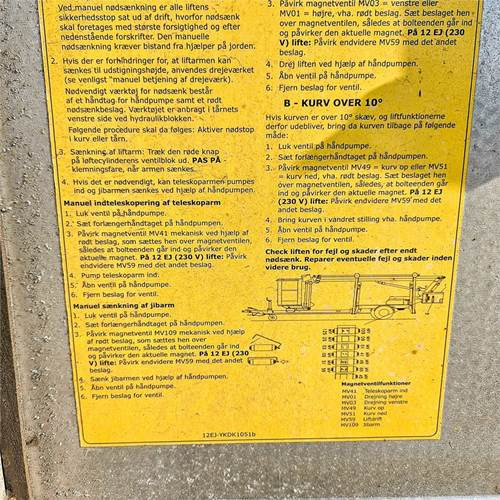 Ved.manuel nødsænkning er alle liftens
sikkerhedsstop sat ud af drift, hvorfor nødsænk
skal foretages med største forsigtighed og efter
nedenstående forskrifter. Den manuelle
nødsænkning kræver bistand fra hjælper på jorden.
2. Hvis der er forhindringer for, at liftarmen kan
sænkes til udstigningshøjde, anvendes drejeværket
(se venligst "manuel betjening af drejeværk).
Nødvendigt værktøj for nødsænk består
af et håndtag for håndpumpe samt et rødt
nødsænkbeslag. Værktøjet er anbragt i tårnets
venstre side ved hydraulikblokken.
Følgende procedure skal da følges: Aktiver nødstop
i kurv eller tårn.
3. Sænkning af liftarm: Træk den røde knap
på løftecylinderens ventilblok ud. PAS PÅ -
klemningsfare, når armen sænkes.
4. Hvis det er nødvendigt, kan teleskoparmen pumpes
ind og jibarmen sænkes ved hjælp af håndpumpen.
Manuel indteleskopering af teleskoparm
1. Luk ventil på håndpumpe.
2. Sæt forlængerhåndtaget på håndpumpen.
3. Påvirk magnetventil MV41 mekanisk ved hjælp af
rødt beslag, som sættes hen over magnetventilen,
således at bolteenden går ind og påvirker den
aktuelle magnet. På 12 EJ (230 V) lifte: Påvirk
endvidere MV59 med det andet beslag.
4. Pump teleskoparm ind:
5. Åbn ventil på håndpumpe.
6. Fjern beslag for ventil.
Manuel sænkning af jibarm
1. Luk ventil på håndpumpe.
2. Sæt forlængerhåndtaget på håndpumpen.
3. Påvirk magnetventil MV109 mekanisk ved hjælp
af rødt beslag, som sættes hen over
magnetventilen, således at bolteenden går ind
og påvirker den aktuelle magnet. På 12 EJ (230
V) lifte: Påvirk endvidere MV59 med det andet
beslag.
4. Sænk jibarmen ved hjælp af håndpumpen.
5. Åbn ventil på håndpumpe.
6. Fjern beslag for ventil.
12EJ-YKDK1051b
3. Påvirk magnetventil MV03 = venstre eller
MV01 = højre, vha. rødt beslag. Sæt beslaget hen
over magnetventilen, således at bolteenden går ind
og påvirker den aktuelle magnet. På 12 EJ (230
V) lifte: Påvirk endvidere MV59 med det andet
beslag.
4. Drej liften ved hjælp af håndpumpen.
5. Åbn ventil på håndpumpe.
6. Fjern beslag for ventil.
B - KURV OVER 10°
Hvis kurven er over 10° skæv, og liftfunktionerne
derfor udebliver, bring da kurven tilbage på følgende
måde:
1. Luk ventil på håndpumpe.
2. Sæt forlængerhåndtaget på håndpumpen.
3. Påvirk magnetventil MV49 = kurv op eller MV51
= kurv ned, vha. rødt beslag. Sæt beslaget hen over
magnetventilen, således at bolteenden går ind
og påvirker den aktuelle magnet. På 12 EJ
(230 V) lifte: Påvirk endvidere MV59 med det
andet beslag.
4. Bring kurven i vandret stilling vha. håndpumpen.
5. Åbn ventil på håndpumpe.
6. Fjern beslag for ventil.
Check liften for fejl og skader efter endt
nødsænk. Reparer eventuelle fejl og skader inden
videre brug.
Magnetventilfunktioner
MV41 Teleskoparm ind
MV01 Drejning højre
MV03 Drejning venstre
MV49 Kurv op
MV51 Kurv ned
MV59 Liftdrift
MV109 Jibarm